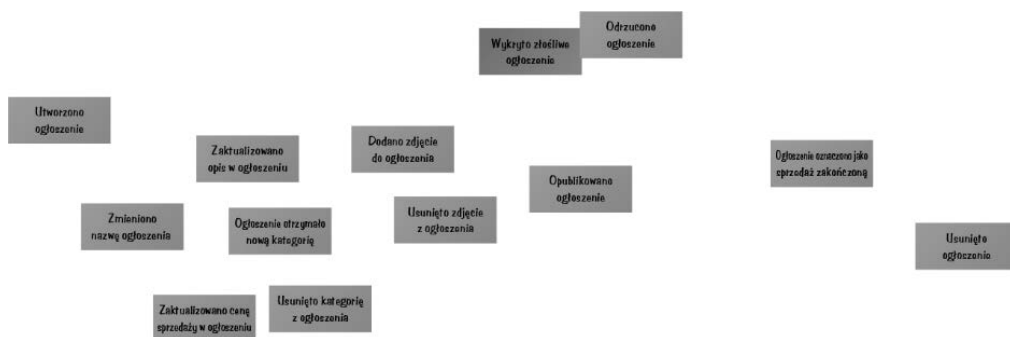 Odrzucono
ogłoszenie
Wykryto złośliwe
ogłoszenie
Utworzono
ogłoszenie
Zaktualizowano
opis w ogłoszeniu
Dodano zdjęcie
do ogłoszenia
Ogłoszenie oznaczono jako
sprzedaż zakończoną
Opublikowano
ogłoszenie
Zmieniono
nazwę ogłoszenia
Ogłoszenie otrzymało
nową kategorię
Usunięto zdjęcie
z ogłoszenia
Usunięto
ogłoszenie
Zaktualizowano cenę
sprzedaży w ogłoszeniu
Usunięto kategorię
z ogłoszenia